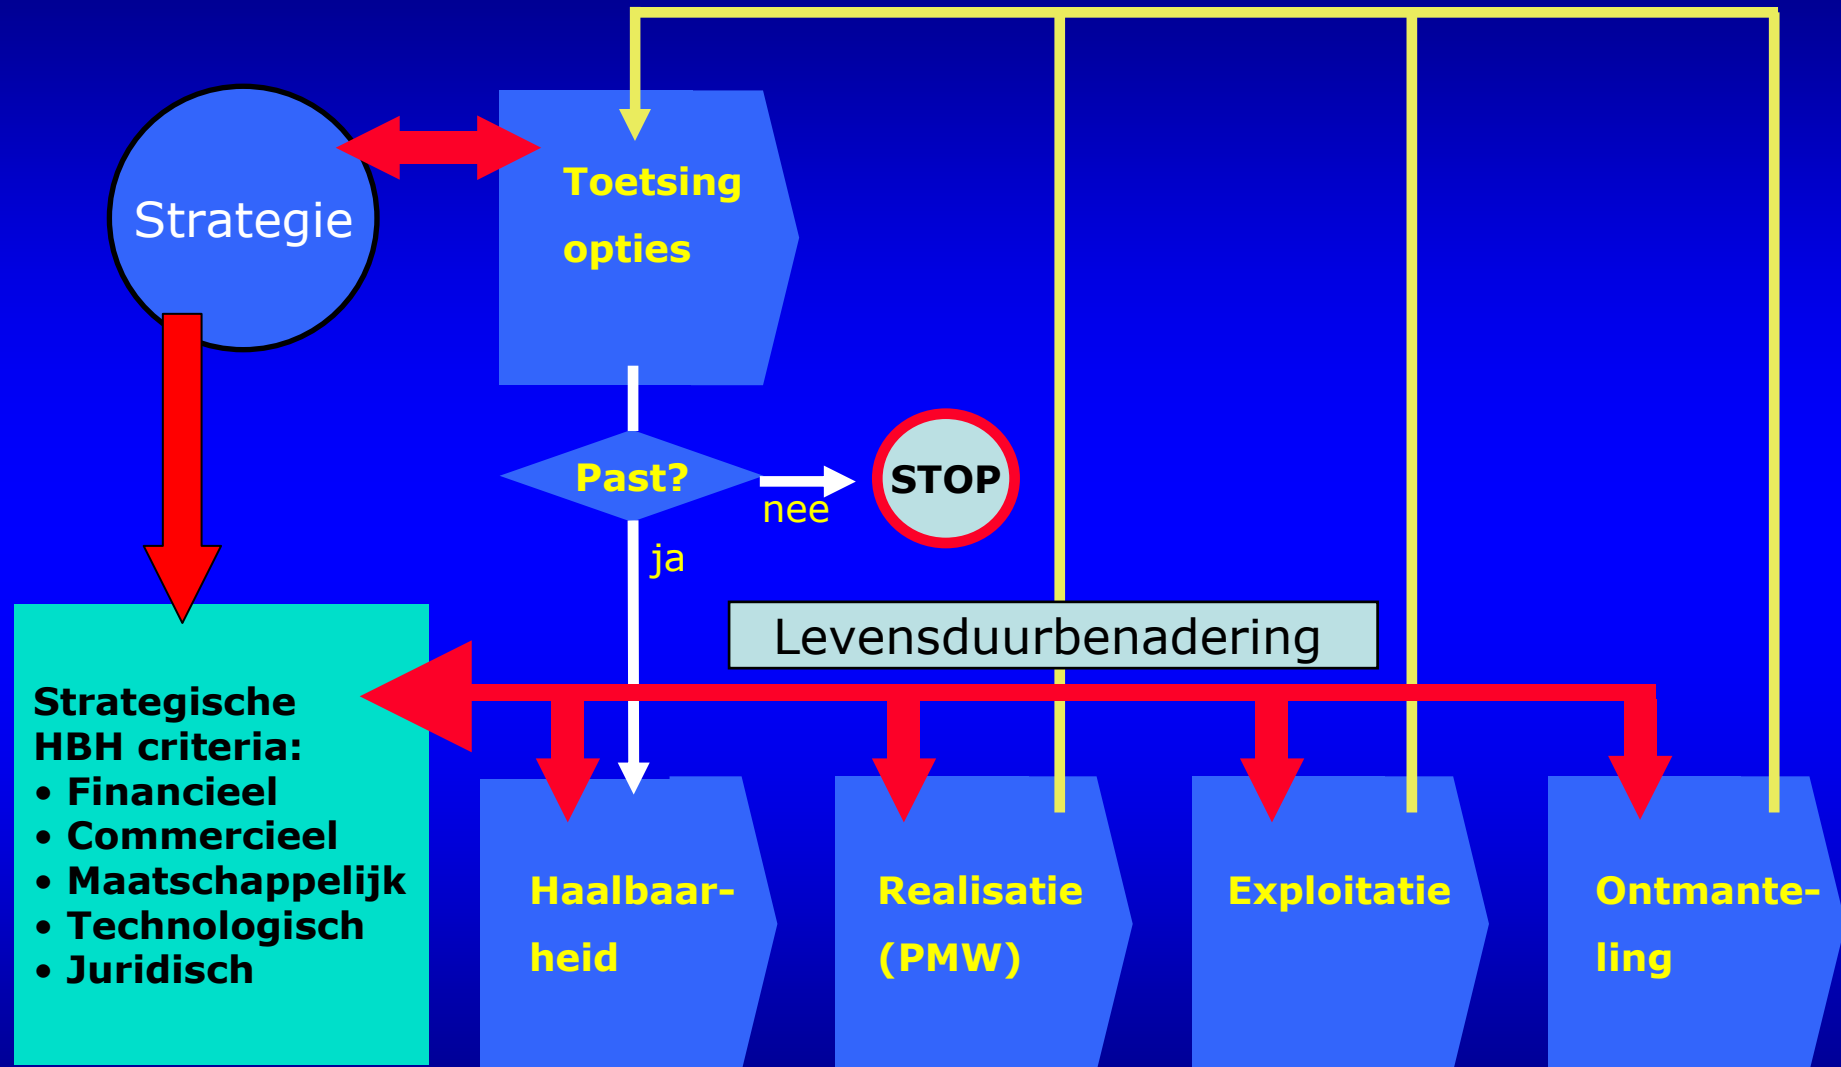 Strategie
Toetsing
opties
Past?
nee
STOP
ja
Levensduurbenadering
Strategische
HBH criteria:
• Financieel
• Commercieel
• Maatschappelijk
• Technologisch
• Juridisch
Haalbaar-
heid
Realisatie
(PMW)
Exploitatie
Ontmante-
ling